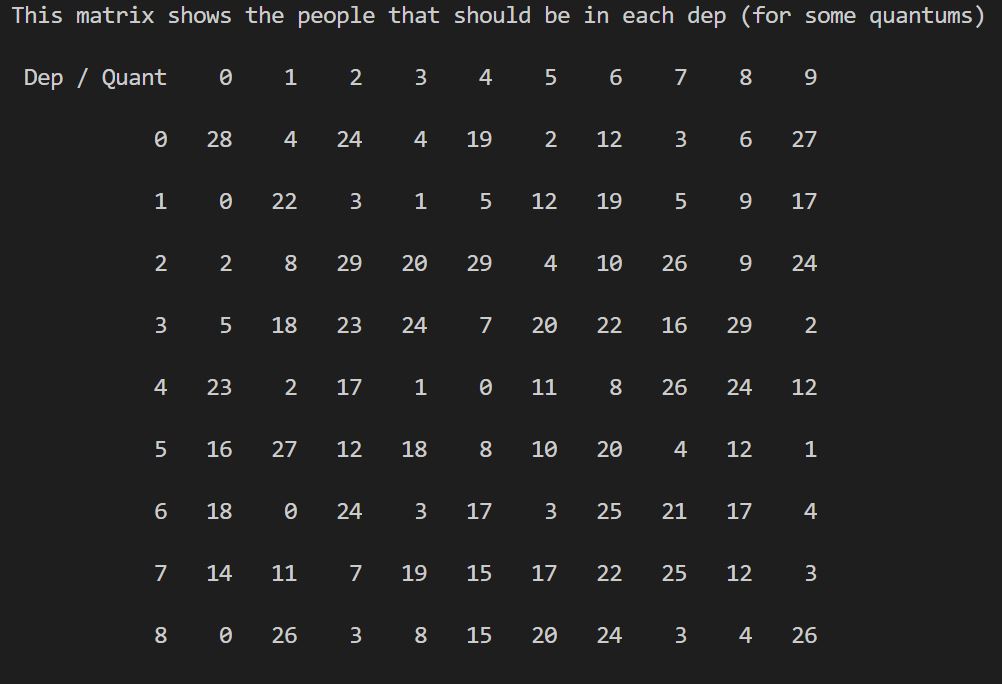 This matrix shows the people that should be in each dep (for some quantums)
Dep / Quant 0 1 2 3 4 5 6 7 8 9
0 28 4 24 4 19 2 12 3 6 27
1 0 22 3 1 5 12 19 5 9 17
2 2 8 29 20 29 4 10 26 9 24
3 5 18 23 24 7 20 22 16 29 2
4 23 2 17 1 0 11 8 26 24 12
5 16 27 12 18 8 10 20 4 12 1
6 18 0 24 3 17 3 25 21 17 4
7 14 11 7 19 15 17 22 25 12 3
8 0 26 3 8 15 20 24 3 4 26